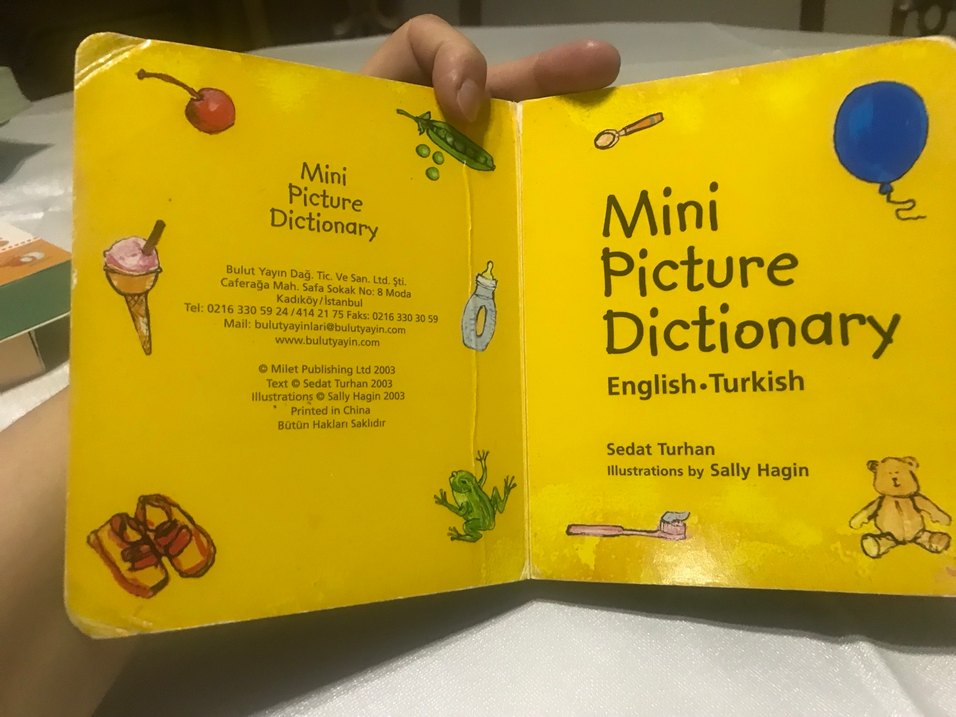 Mini
Picture
Dictionary
Bulut Yayın Dağ. Tic. Ve San. Ltd. Şti.
Caferağa Mah. Safa Sokak No: 8 Moda
Kadıköy/İstanbul
Tel: 0216 330 59 24 / 414 21 75 Faks: 0216 330 30 59
Mail: bulutyayinlari@bulutyayin.com
www.bulutyayin.com
© Milet Publishing Ltd 2003
Text © Sedat Turhan 2003
Illustrations © Sally Hagin 2003
Printed in China
Bütün Hakları Saklıdır
Mini
Picture
Dictionary
English•Turkish
Sedat Turhan
Illustrations by Sally Hagin